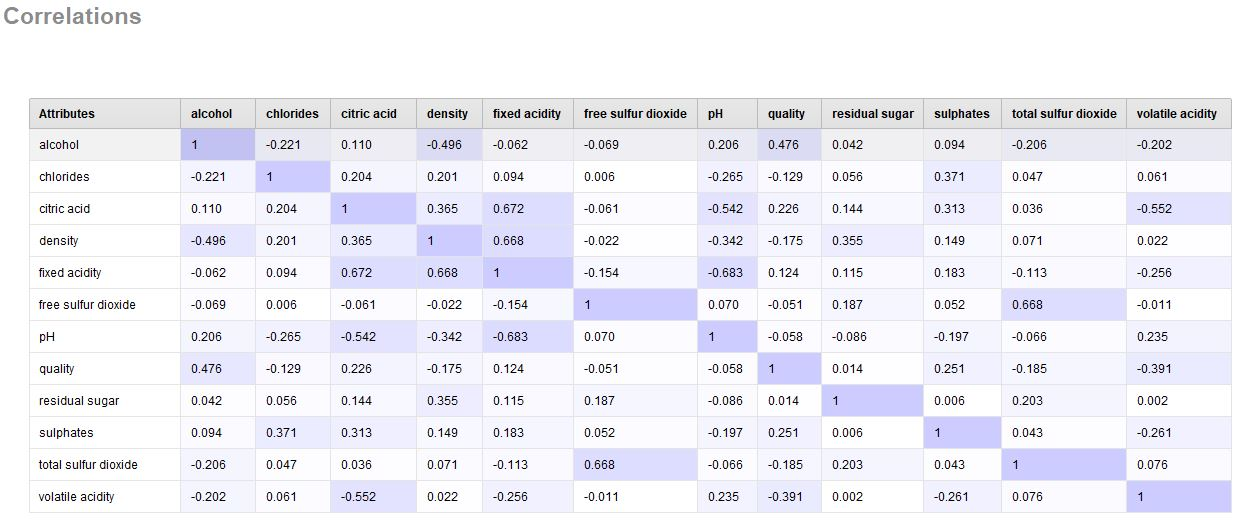 Correlations
Attributes alcohol chlorides citric acid density fixed acidity free sulfur dioxide pH quality residual sugar sulphates total sulfur dioxide volatile acidity
alcohol 1 -0.221 0.110 -0.496 -0.062 -0.069 0.206 0.476 0.042 0.094 -0.206 -0.202
chlorides -0.221 1 0.204 0.201 0.094 0.006 -0.265 -0.129 0.056 0.371 0.047 0.061
citric acid 0.110 0.204 1 0.365 0.672 -0.061 -0.542 0.226 0.144 0.313 0.036 -0.552
density -0.496 0.201 0.365 1 0.668 -0.022 -0.342 -0.175 0.355 0.149 0.071 0.022
fixed acidity -0.062 0.094 0.672 0.668 1 -0.154 -0.683 0.124 0.115 0.183 -0.113 -0.256
free sulfur dioxide -0.069 0.006 -0.061 -0.022 -0.154 1 0.070 -0.051 0.187 0.052 0.668 -0.011
pH 0.206 -0.265 -0.542 -0.342 -0.683 0.070 1 -0.058 -0.086 -0.197 -0.066 0.235
quality 0.476 -0.129 0.226 -0.175 0.124 -0.051 -0.058 1 0.014 0.251 -0.185 -0.391
residual sugar 0.042 0.056 0.144 0.355 0.115 0.187 -0.086 0.014 1 0.006 0.203 0.002
sulphates 0.094 0.371 0.313 0.149 0.183 0.052 -0.197 0.251 0.006 1 0.043 -0.261
total sulfur dioxide -0.206 0.047 0.036 0.071 -0.113 0.668 -0.066 -0.185 0.203 0.043 1 0.076
volatile acidity -0.202 0.061 -0.552 0.022 -0.256 -0.011 0.235 -0.391 0.002 -0.261 0.076 1